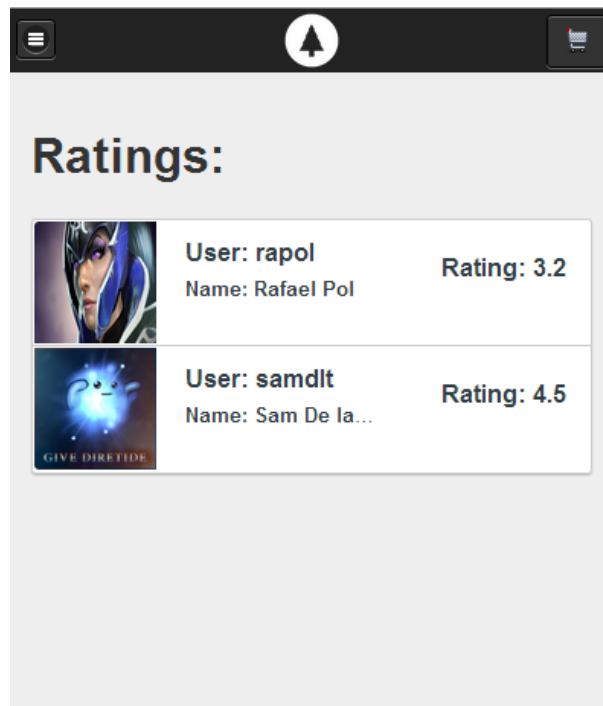 Ratings:
User: rapol
Name: Rafael Pol
Rating: 3.2
User: samdlt
Name: Sam De la...
Rating: 4.5
GIVE DIRETIDE